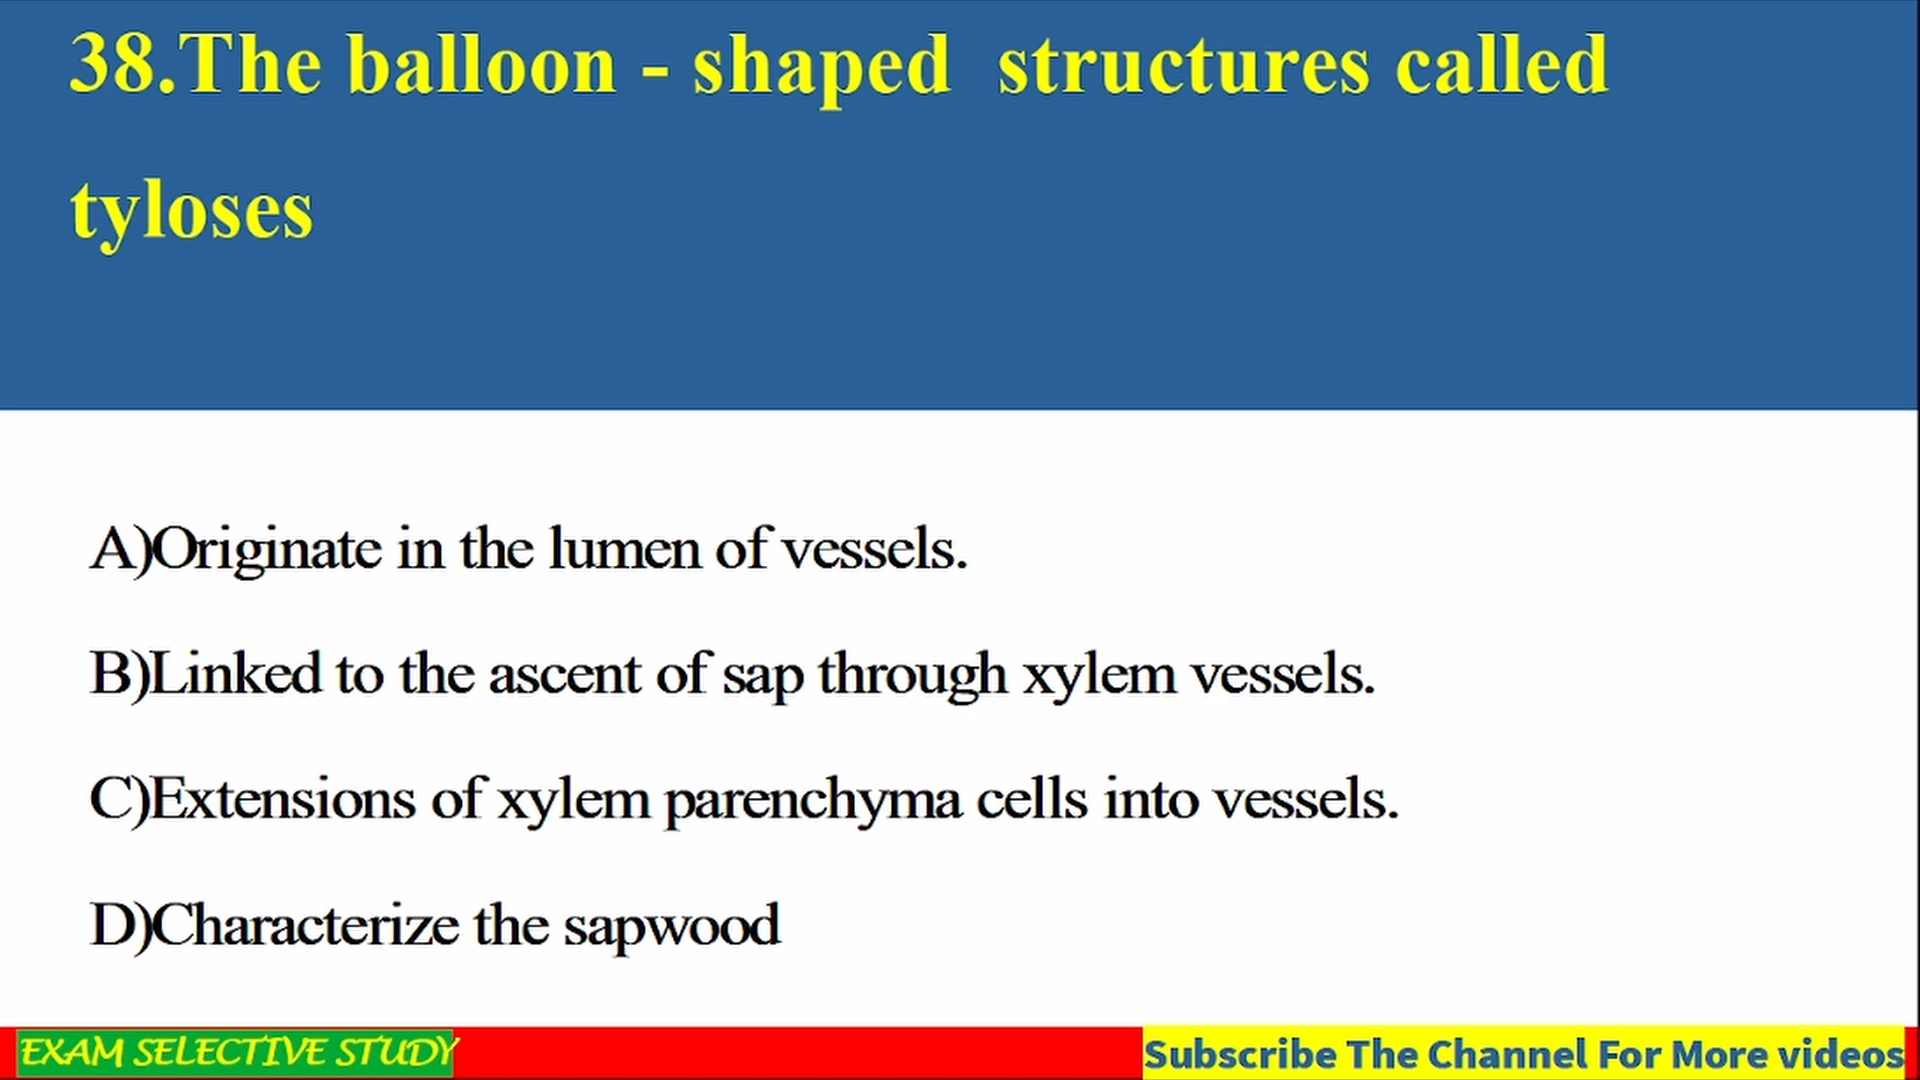 38.The balloon - shaped  structures called
tyloses
A)Originate in the lumen of vessels.
B)Linked to the ascent of sap through xylem vessels.
C)Extensions of xylem parenchyma cells into vessels.
D)Characterize the sapwood
EXAM SELECTIVE STUDY
Subscribe The Channel For More videos